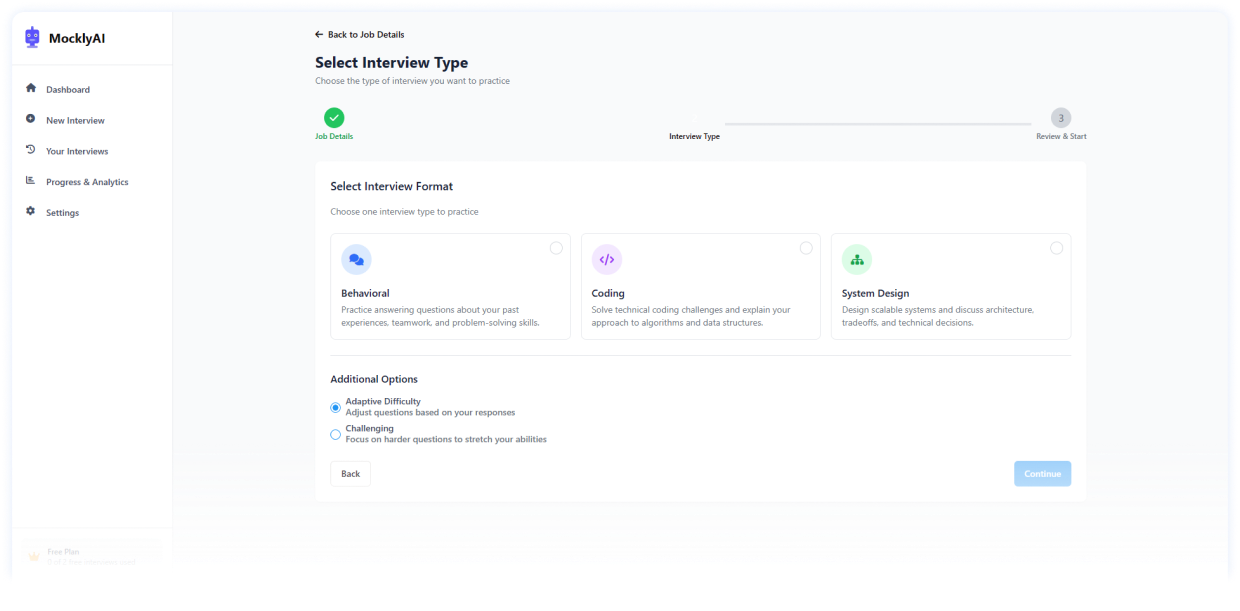 MocklyAI
Dashboard
New Interview
Your Interviews
Progress & Analytics
Settings
Free Plan
Back to Job Details
Select Interview Type
Choose the type of interview you want to practice
Job Details
Interview Type
3
Review & Start
Select Interview Format
Choose one interview type to practice
Behavioral
Practice answering questions about your past
experiences, teamwork, and problem-solving skills.
Coding
Solve technical coding challenges and explain your
approach to algorithms and data structures.
System Design
Design scalable systems and discuss architecture,
tradeoffs, and technical decisions.
Additional Options
Adaptive Difficulty
Adjust questions based on your responses
Challenging
Focus on harder questions to stretch your abilities
Back
Continue